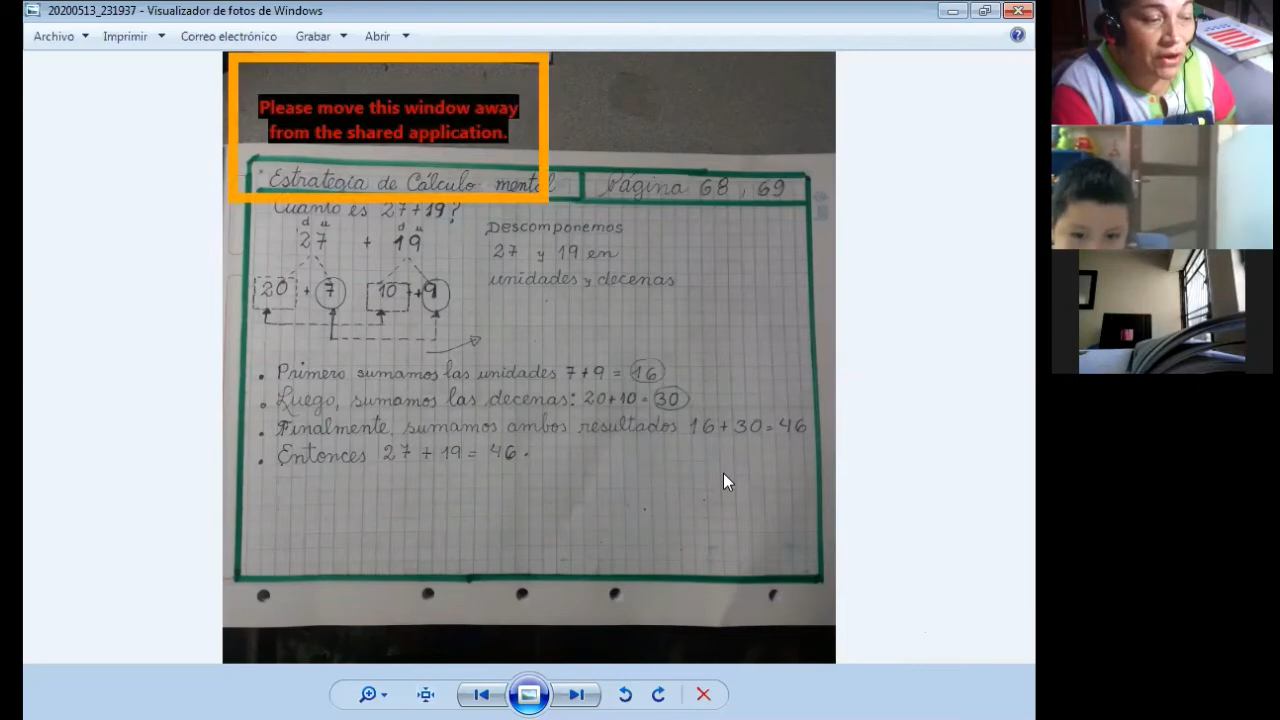 20200513_231937 - Visualizador de fotos de Windows
Archivo Imprimir Correo electrónico Grabar Abrir
Please move this window away
from the shared application.
Estrategia de Cálculo mental Página 68, 69
Cuánto es 27+19?
d u d u
27 + 19
Descomponemos
27 y 19 en
unidades y decenas
20 + 7 10 + 9
. Primero sumamos las unidades 7+9 = 16
. Luego, sumamos las decenas: 20+10 = 30
. Finalmente, sumamos ambos resultados 16+30=46
. Entonces 27 + 19 = 46.